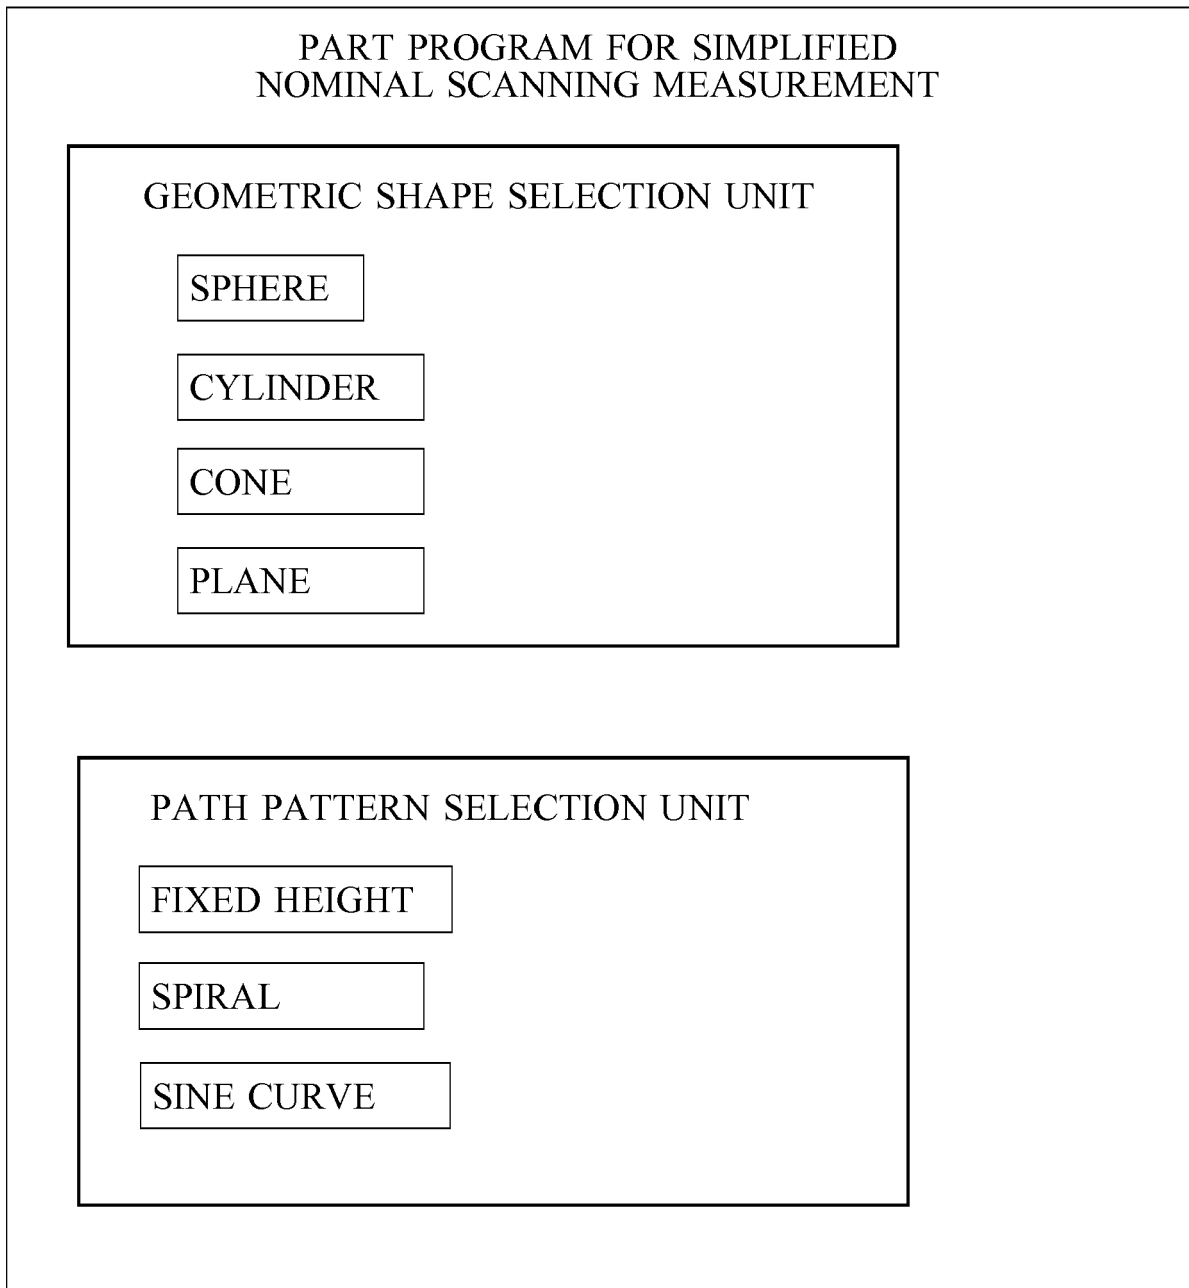 PART PROGRAM FOR SIMPLIFIED
NOMINAL SCANNING MEASUREMENT
GEOMETRIC SHAPE SELECTION UNIT
SPHERE
CYLINDER
CONE
PLANE
PATH PATTERN SELECTION UNIT
FIXED HEIGHT
SPIRAL
SINE CURVE